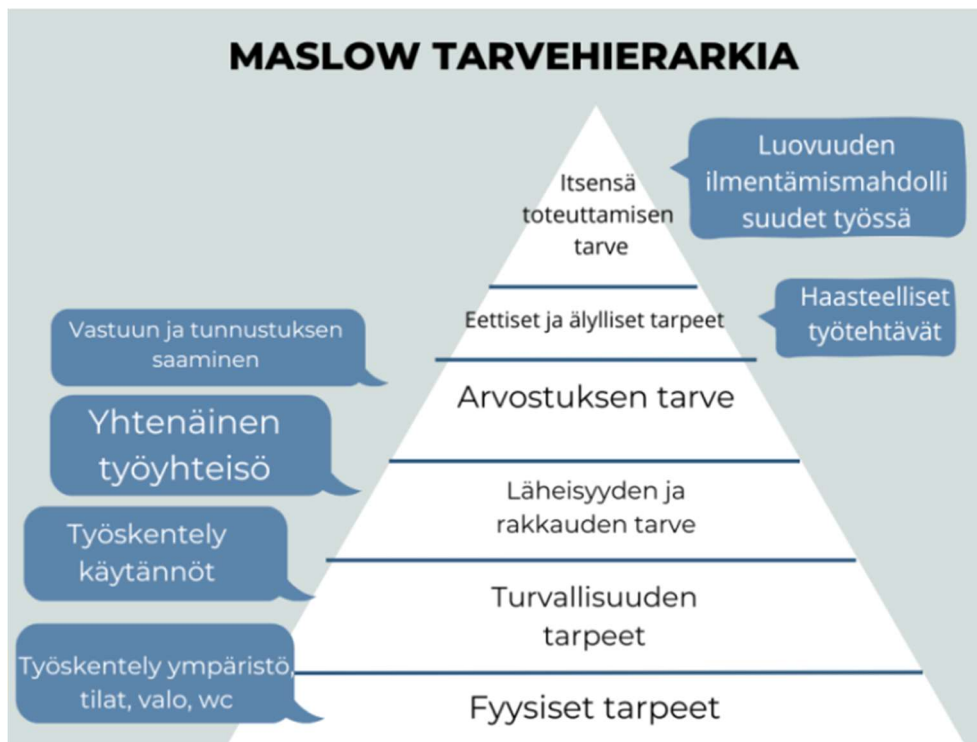 MASLOW TARVEHIERARKIA
Luovuuden
ilmentämismahdolli
suudet työssä
Itsensä
toteuttamisen
tarve
Haasteelliset
työtehtävät
Eettiset ja älylliset tarpeet
Vastuun ja tunnustuksen
saaminen
Arvostuksen tarve
Yhtenäinen
työyhteisö
Läheisyyden ja
rakkauden tarve
Työskentely
käytännöt
Turvallisuuden
tarpeet
Työskentely ympäristö,
tilat, valo, wc
Fyysiset tarpeet